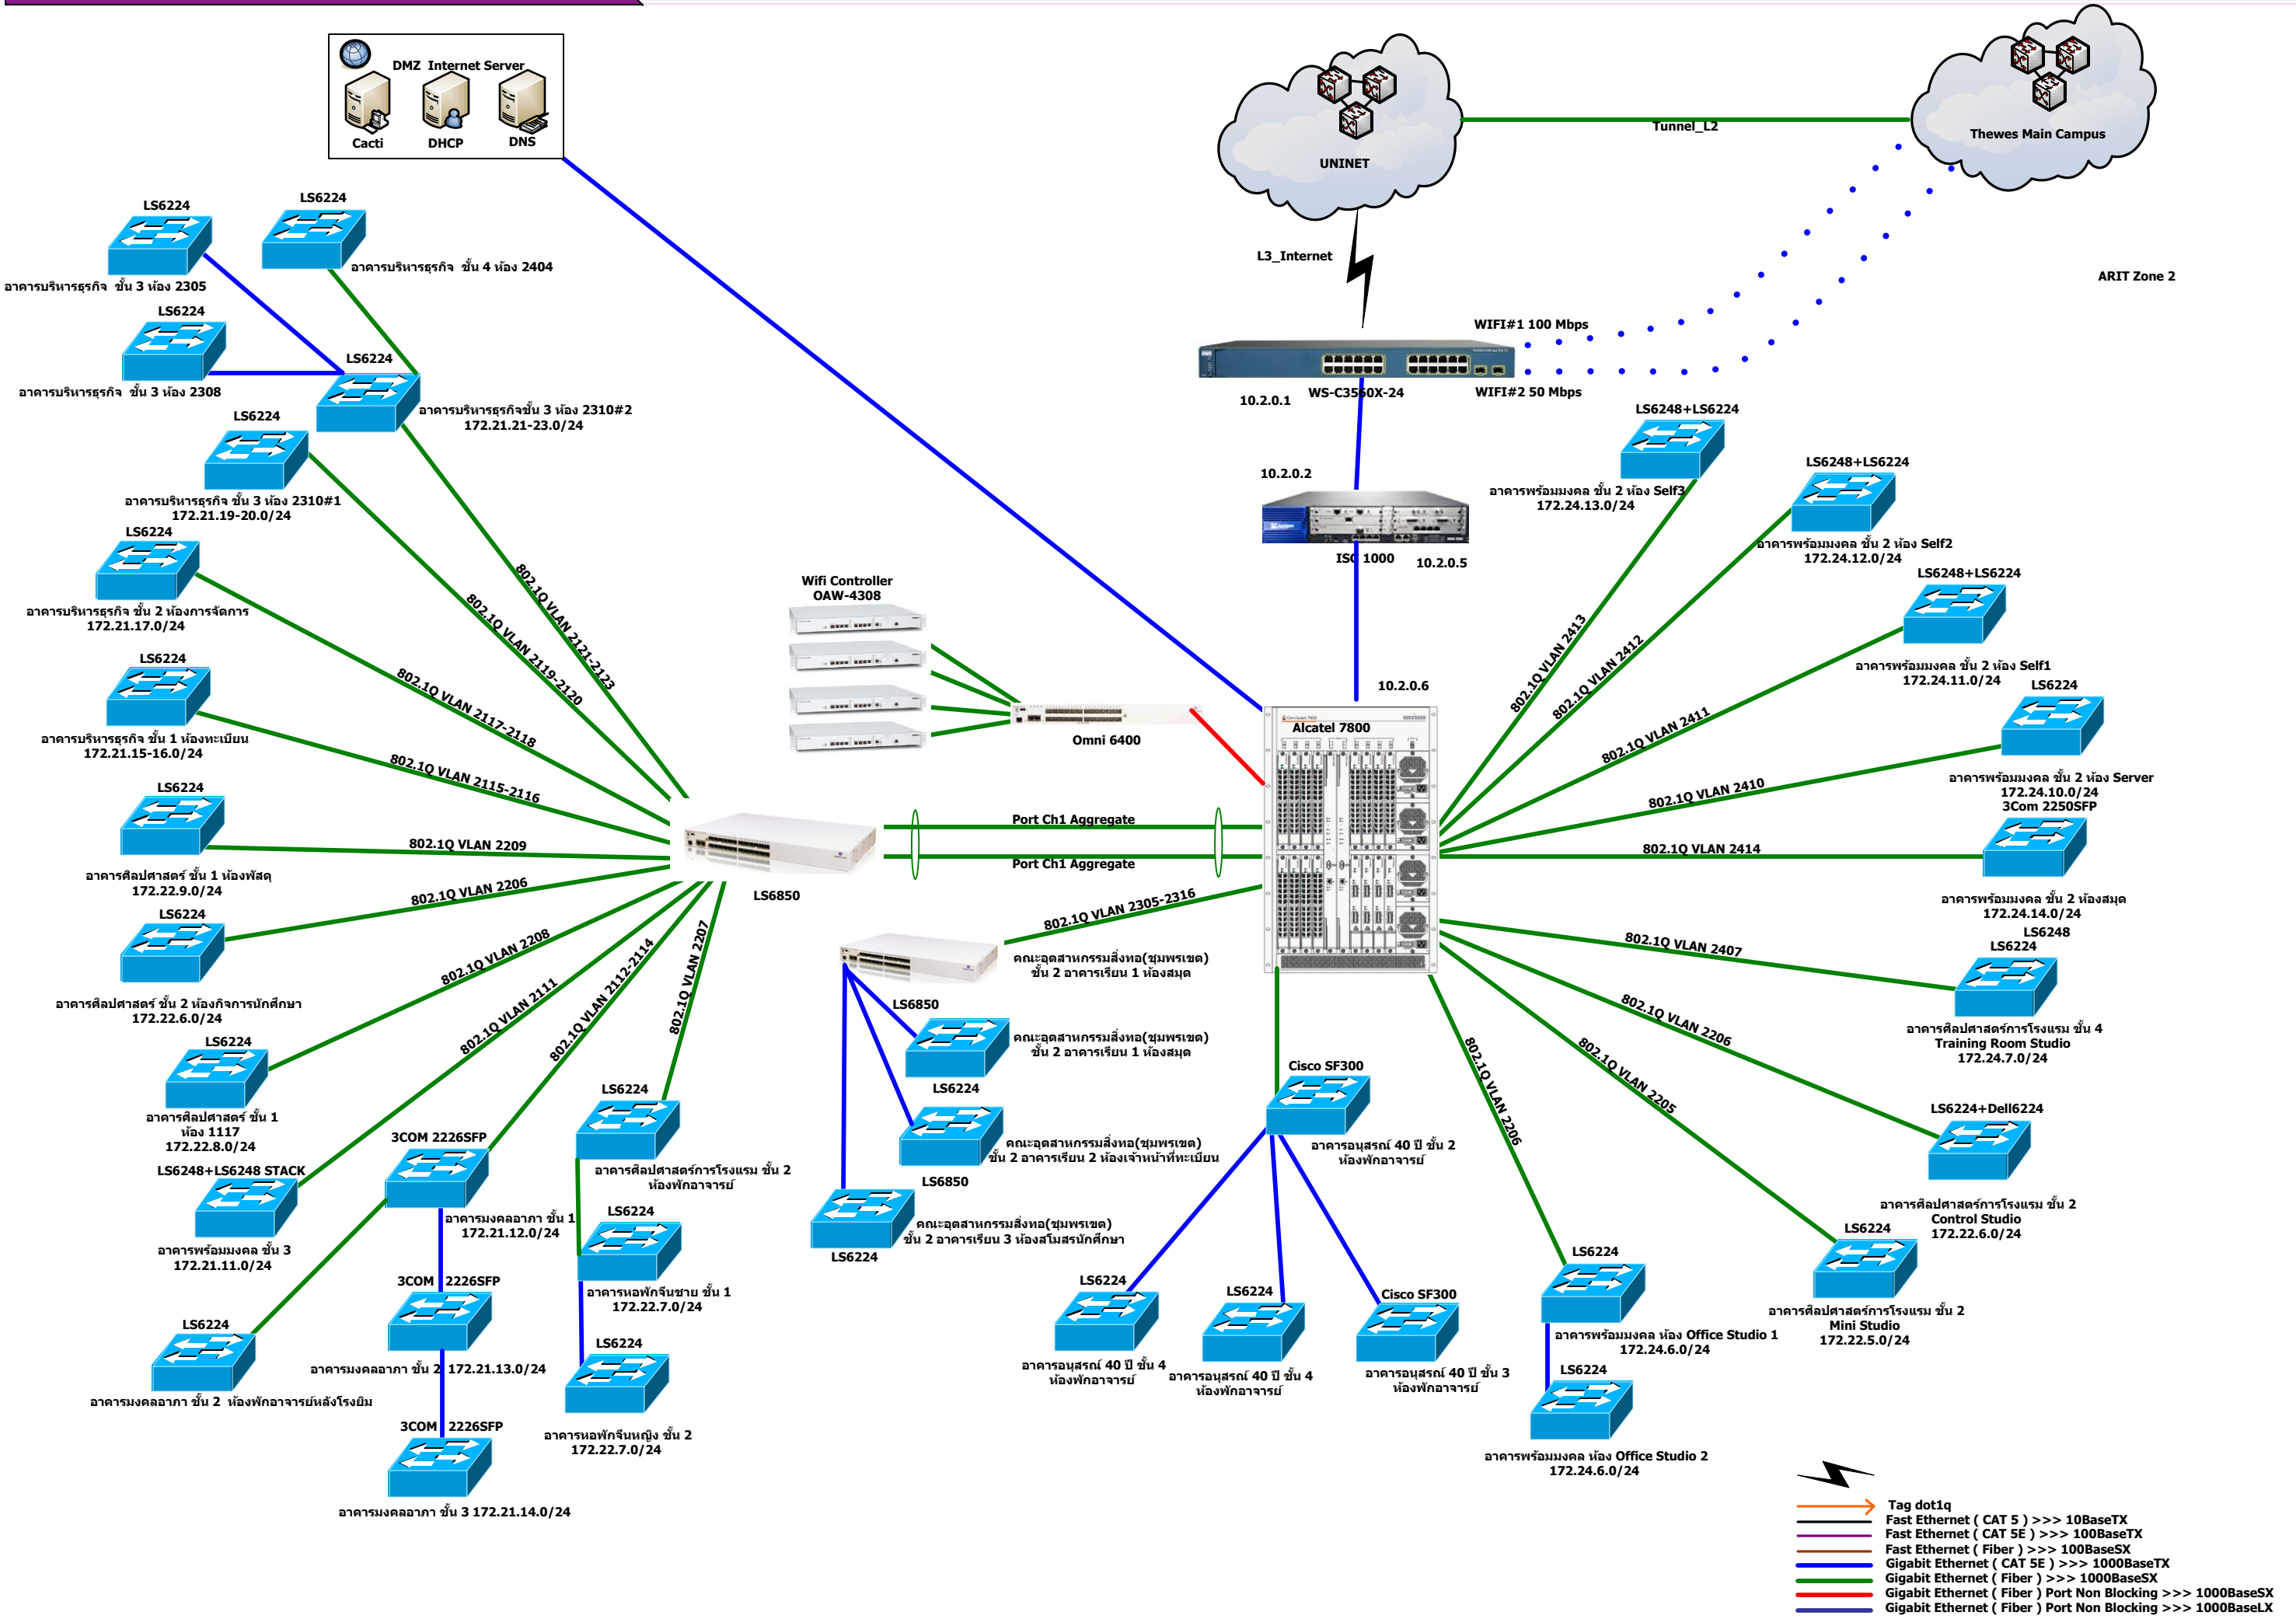 DMZ  Internet Server
Cacti
DHCP
DNS
UNINET
Tunnel_L2
Thewes Main Campus
L3_Internet
ARIT Zone 2
WIFI#1 100 Mbps
WIFI#2 50 Mbps
10.2.0.1
WS-C3560X-24
10.2.0.2
ISG 1000
10.2.0.5
10.2.0.6
Alcatel 7800
Wifi Controller
OAW-4308
Omni 6400
Port Ch1 Aggregate
Port Ch1 Aggregate
LS6850
LS6224
อาคารบริหารธุรกิจ  ชั้น 3 ห้อง 2305
LS6224
อาคารบริหารธุรกิจ  ชั้น 4 ห้อง 2404
LS6224
อาคารบริหารธุรกิจ  ชั้น 3 ห้อง 2308
LS6224
อาคารบริหารธุรกิจชั้น 3 ห้อง 2310#2
172.21.21-23.0/24
LS6224
อาคารบริหารธุรกิจ ชั้น 3 ห้อง 2310#1
172.21.19-20.0/24
LS6224
อาคารบริหารธุรกิจ ชั้น 2 ห้องการจัดการ
172.21.17.0/24
LS6224
อาคารบริหารธุรกิจ ชั้น 1 ห้องทะเบียน
172.21.15-16.0/24
LS6224
อาคารศิลปศาสตร์ ชั้น 1 ห้องพัสดุ
172.22.9.0/24
LS6224
อาคารศิลปศาสตร์ ชั้น 2 ห้องกิจการนักศึกษา
172.22.6.0/24
LS6224
อาคารศิลปศาสตร์ ชั้น 1
ห้อง 1117
172.22.8.0/24
LS6248+LS6248 STACK
อาคารพร้อมมงคล ชั้น 3
172.21.11.0/24
LS6224
อาคารมงคลอาภา ชั้น 2  ห้องพักอาจารย์หลังโรงยิม
3COM 2226SFP
อาคารมงคลอาภา ชั้น 1
172.21.12.0/24
3COM  2226SFP
อาคารมงคลอาภา ชั้น 2  172.21.13.0/24
3COM  2226SFP
อาคารมงคลอาภา ชั้น 3 172.21.14.0/24
LS6224
อาคารศิลปศาสตร์การโรงแรม ชั้น 2
ห้องพักอาจารย์
LS6224
อาคารหอพักจีนชาย ชั้น 1
172.22.7.0/24
LS6224
อาคารหอพักจีนหญิง ชั้น 2
172.22.7.0/24
802.1Q VLAN 2121-2123
802.1Q VLAN 2119-2120
802.1Q VLAN 2117-2118
802.1Q VLAN 2115-2116
802.1Q VLAN 2209
802.1Q VLAN 2206
802.1Q VLAN 2208
802.1Q VLAN 2111
802.1Q VLAN 2112-2114
802.1Q VLAN 2207
802.1Q VLAN 2305-2316
คณะอุตสาหกรรมสิ่งทอ(ชุมพรเขต)
ชั้น 2 อาคารเรียน 1 ห้องสมุด
LS6850
คณะอุตสาหกรรมสิ่งทอ(ชุมพรเขต)
ชั้น 2 อาคารเรียน 1 ห้องสมุด
LS6224
คณะอุตสาหกรรมสิ่งทอ(ชุมพรเขต)
ชั้น 2 อาคารเรียน 2 ห้องเจ้าหน้าที่ทะเบียน
LS6850
คณะอุตสาหกรรมสิ่งทอ(ชุมพรเขต)
ชั้น 2 อาคารเรียน 3 ห้องสโมสรนักศึกษา
LS6224
Cisco SF300
อาคารอนุสรณ์ 40 ปี ชั้น 2
ห้องพักอาจารย์
LS6224
อาคารอนุสรณ์ 40 ปี ชั้น 4
ห้องพักอาจารย์
LS6224
อาคารอนุสรณ์ 40 ปี ชั้น 4
ห้องพักอาจารย์
Cisco SF300
อาคารอนุสรณ์ 40 ปี ชั้น 3
ห้องพักอาจารย์
802.1Q VLAN 2413
802.1Q VLAN 2412
802.1Q VLAN 2411
802.1Q VLAN 2410
802.1Q VLAN 2414
802.1Q VLAN 2407
802.1Q VLAN 2206
802.1Q VLAN 2205
802.1Q VLAN 2206
LS6248+LS6224
อาคารพร้อมมงคล ชั้น 2 ห้อง Self3
172.24.13.0/24
LS6248+LS6224
อาคารพร้อมมงคล ชั้น 2 ห้อง Self2
172.24.12.0/24
LS6248+LS6224
อาคารพร้อมมงคล ชั้น 2 ห้อง Self1
172.24.11.0/24
LS6224
อาคารพร้อมมงคล ชั้น 2 ห้อง Server
172.24.10.0/24
3Com 2250SFP
อาคารพร้อมมงคล ชั้น 2 ห้องสมุด
172.24.14.0/24
LS6248
LS6224
อาคารศิลปศาสตร์การโรงแรม ชั้น 4
Training Room Studio
172.24.7.0/24
LS6224+Dell6224
อาคารศิลปศาสตร์การโรงแรม ชั้น 2
Control Studio
172.22.6.0/24
LS6224
อาคารศิลปศาสตร์การโรงแรม ชั้น 2
Mini Studio
172.22.5.0/24
LS6224
อาคารพร้อมมงคล ห้อง Office Studio 1
172.24.6.0/24
LS6224
อาคารพร้อมมงคล ห้อง Office Studio 2
172.24.6.0/24
Tag dot1q
Fast Ethernet ( CAT 5 ) >>> 10BaseTX
Fast Ethernet ( CAT 5E ) >>> 100BaseTX
Fast Ethernet ( Fiber ) >>> 100BaseSX
Gigabit Ethernet ( CAT 5E ) >>> 1000BaseTX
Gigabit Ethernet ( Fiber ) >>> 1000BaseSX
Gigabit Ethernet ( Fiber ) Port Non Blocking >>> 1000BaseSX
Gigabit Ethernet ( Fiber ) Port Non Blocking >>> 1000BaseLX